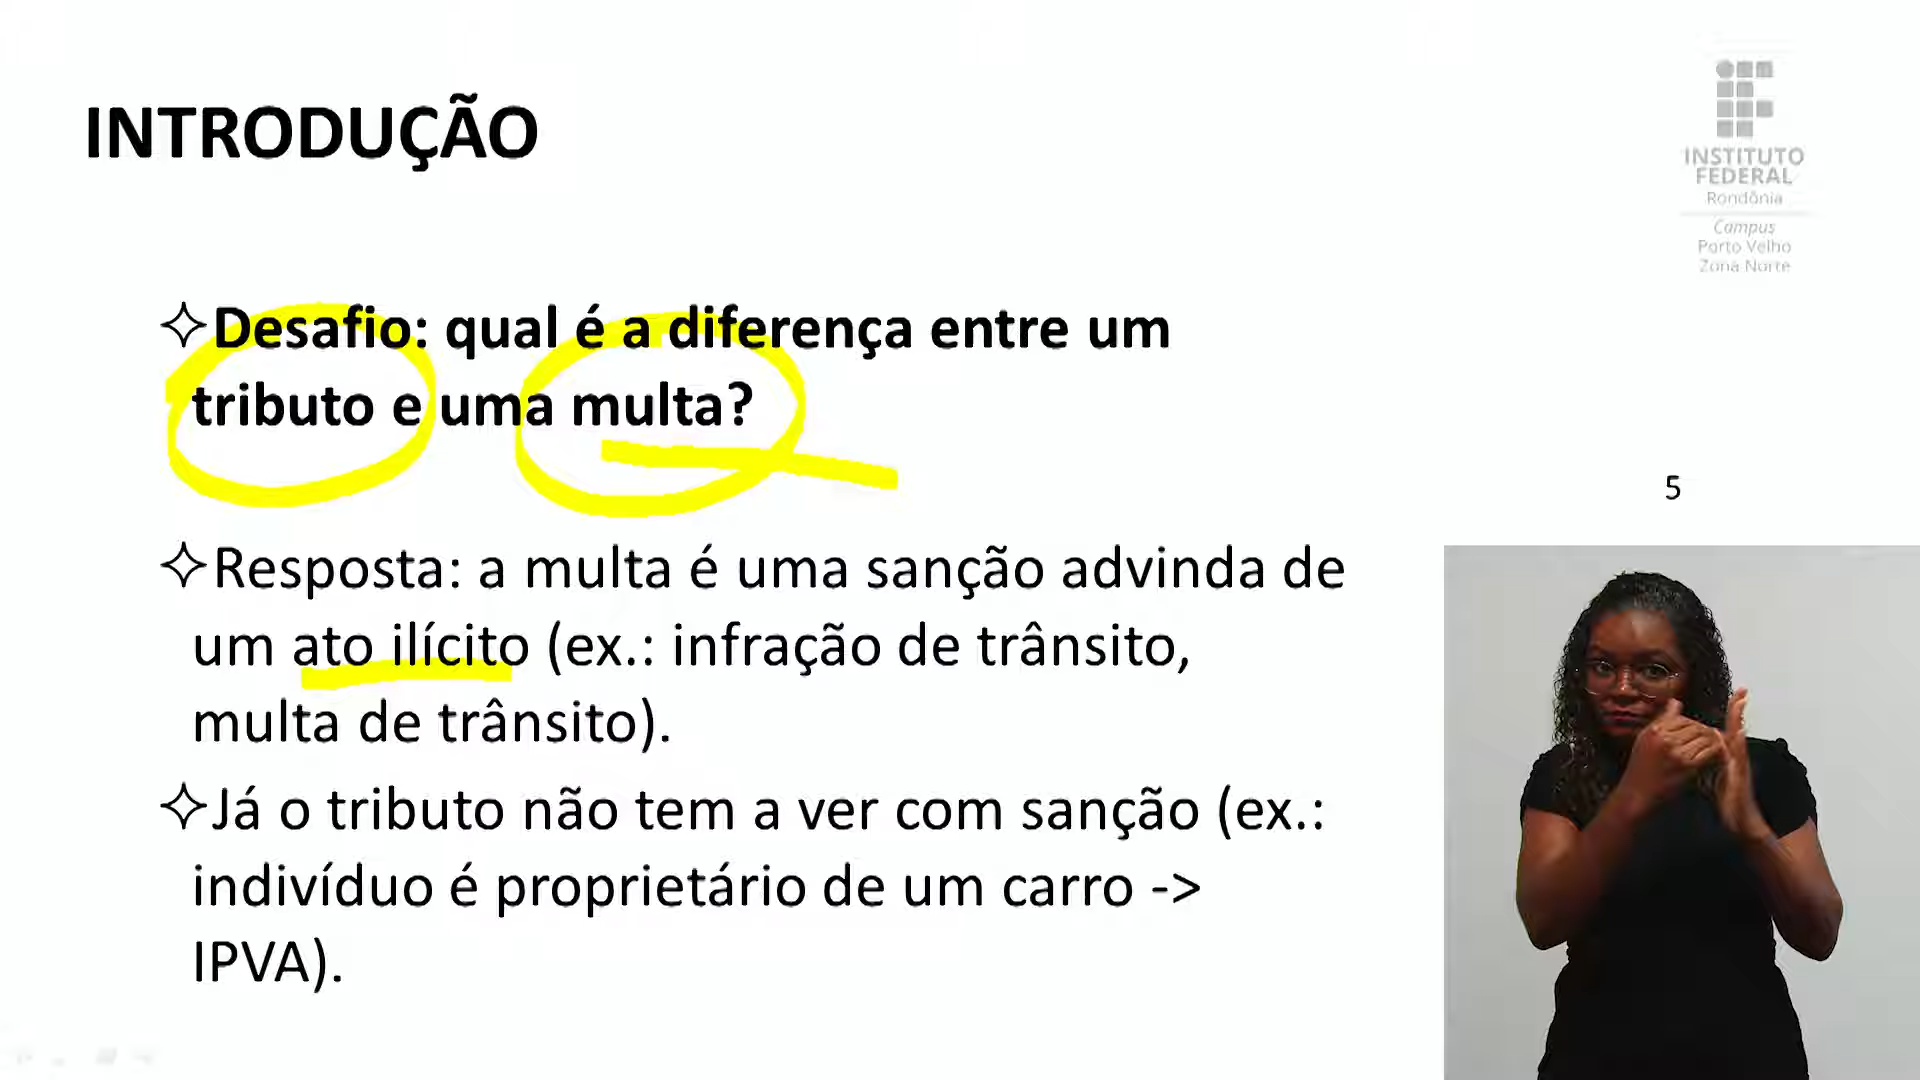 INTRODUÇÃO
INSTITUTO
FEDERAL
Rondônia
Campus
Porto Velho
Zona Norte
✧Desafio: qual é a diferença entre um
tributo e uma multa?
5
✧Resposta: a multa é uma sanção advinda de
um ato ilícito (ex.: infração de trânsito,
multa de trânsito).
✧Já o tributo não tem a ver com sanção (ex.:
indivíduo é proprietário de um carro ->
IPVA).